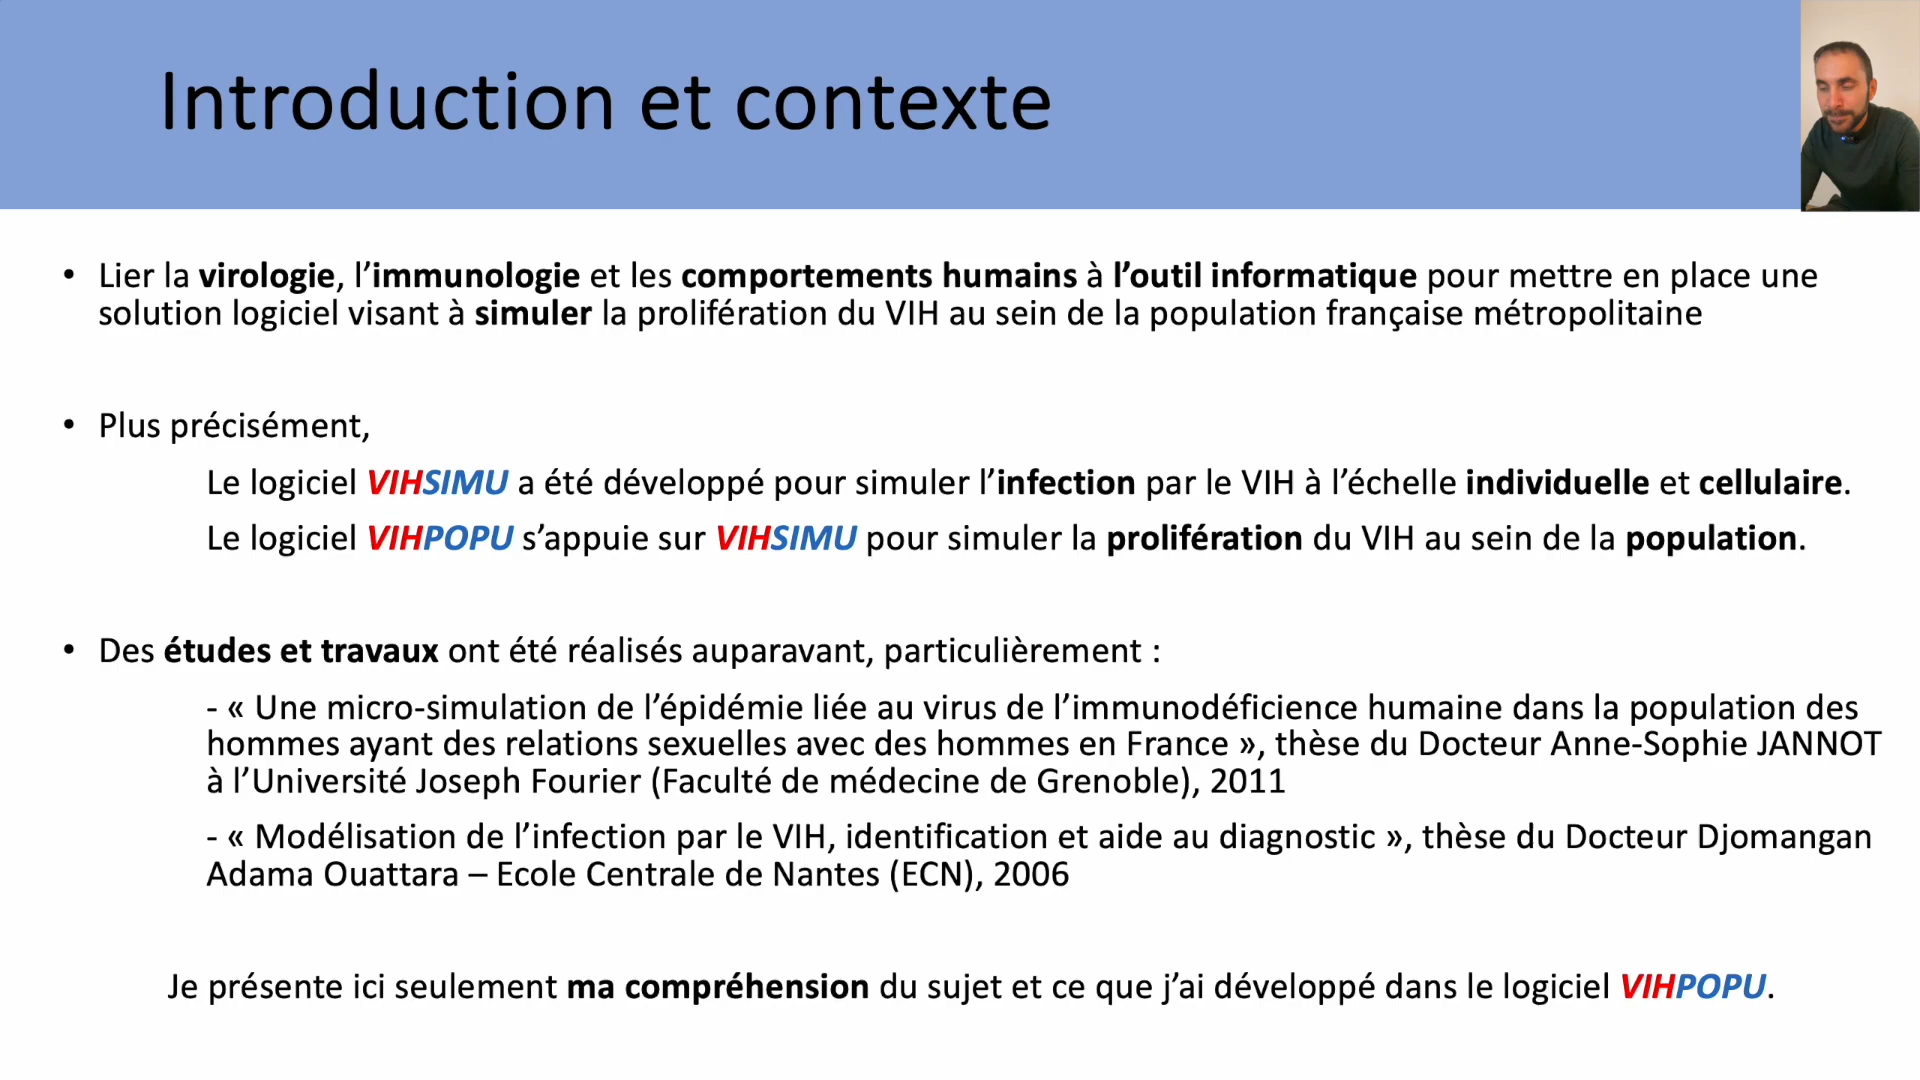 Introduction et contexte
• Lier la virologie, l’immunologie et les comportements humains à l’outil informatique pour mettre en place une
solution logiciel visant à simuler la prolifération du VIH au sein de la population française métropolitaine
• Plus précisément,
Le logiciel VIHSIMU a été développé pour simuler l’infection par le VIH à l’échelle individuelle et cellulaire.
Le logiciel VIHPOPU s’appuie sur VIHSIMU pour simuler la prolifération du VIH au sein de la population.
• Des études et travaux ont été réalisés auparavant, particulièrement :
- « Une micro-simulation de l’épidémie liée au virus de l’immunodéficience humaine dans la population des
hommes ayant des relations sexuelles avec des hommes en France », thèse du Docteur Anne-Sophie JANNOT
à l’Université Joseph Fourier (Faculté de médecine de Grenoble), 2011
- « Modélisation de l’infection par le VIH, identification et aide au diagnostic », thèse du Docteur Djomangan
Adama Ouattara – Ecole Centrale de Nantes (ECN), 2006
Je présente ici seulement ma compréhension du sujet et ce que j’ai développé dans le logiciel VIHPOPU.